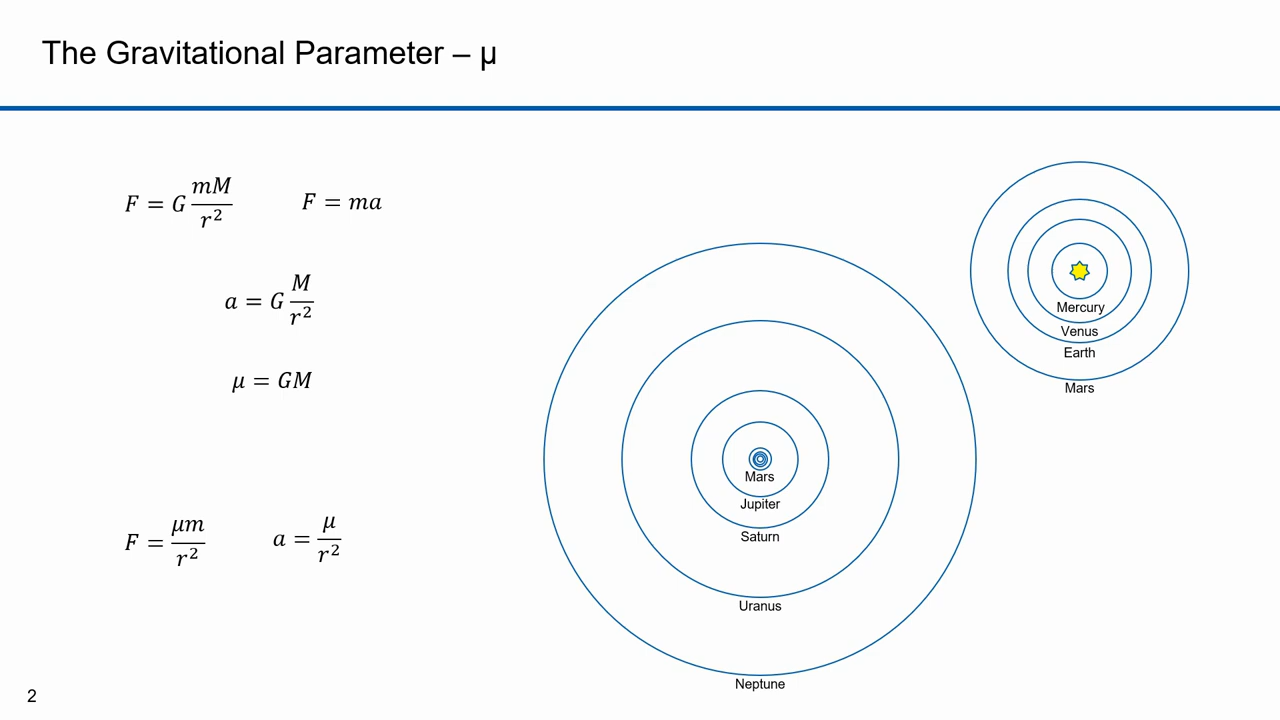 The Gravitational Parameter – μ
F = G mM/r² F = ma
a = G M/r²
μ = GM
F = μm/r² a = μ/r²
Mercury
Venus
Earth
Mars
Mars
Jupiter
Saturn
Uranus
Neptune
2